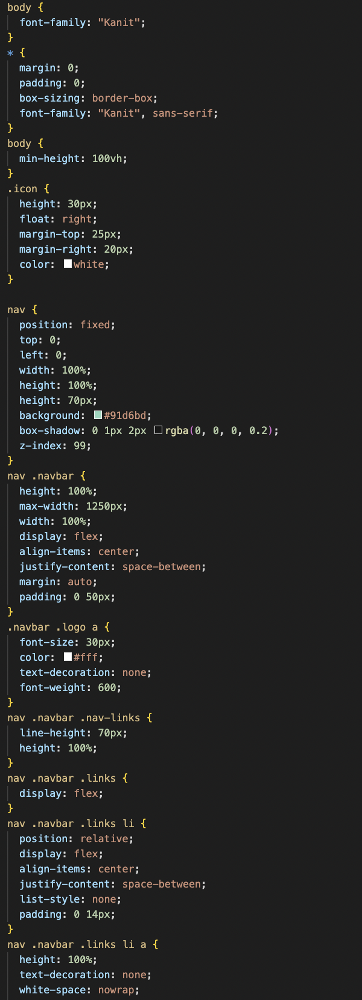 body {
  font-family: "Kanit";
}
* {
  margin: 0;
  padding: 0;
  box-sizing: border-box;
  font-family: "Kanit", sans-serif;
}
body {
  min-height: 100vh;
}
.icon {
  height: 30px;
  float: right;
  margin-top: 25px;
  margin-right: 20px;
  color: white;
}

nav {
  position: fixed;
  top: 0;
  left: 0;
  width: 100%;
  height: 100%;
  height: 70px;
  background: #91d6bd;
  box-shadow: 0 1px 2px rgba(0, 0, 0, 0.2);
  z-index: 99;
}
nav .navbar {
  height: 100%;
  max-width: 1250px;
  width: 100%;
  display: flex;
  align-items: center;
  justify-content: space-between;
  margin: auto;
  padding: 0 50px;
}
.navbar .logo a {
  font-size: 30px;
  color: #fff;
  text-decoration: none;
  font-weight: 600;
}
nav .navbar .nav-links {
  line-height: 70px;
  height: 100%;
}
nav .navbar .links {
  display: flex;
}
nav .navbar .links li {
  position: relative;
  display: flex;
  align-items: center;
  justify-content: space-between;
  list-style: none;
  padding: 0 14px;
}
nav .navbar .links li a {
  height: 100%;
  text-decoration: none;
  white-space: nowrap;